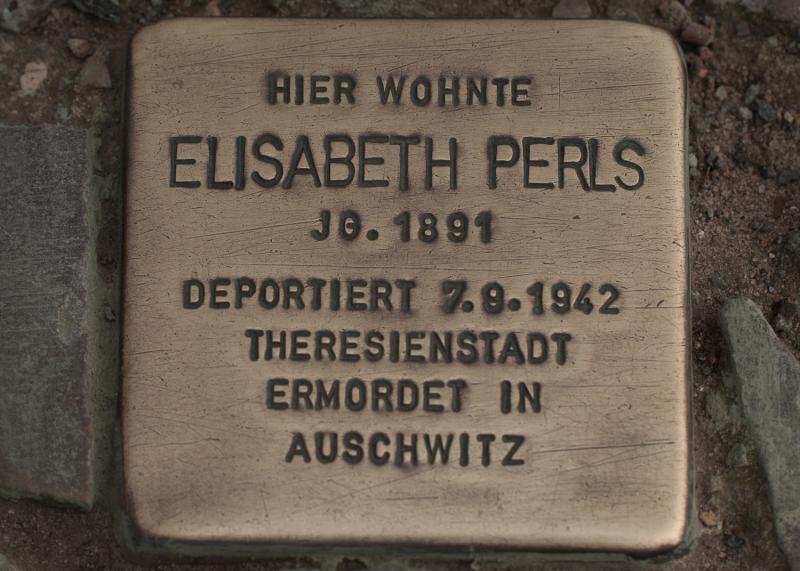 HIER WOHNTE
ELISABETH PERLS
JG. 1891
DEPORTIERT 7.9.1942
THERESIENSTADT
ERMORDET IN
AUSCHWITZ